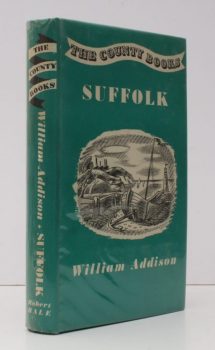 THE COUNTY BOOKS
SUFFOLK
William Addison
THE
COUNTY
BOOKS
William Addison · SUFFOLK
Robert
HALE